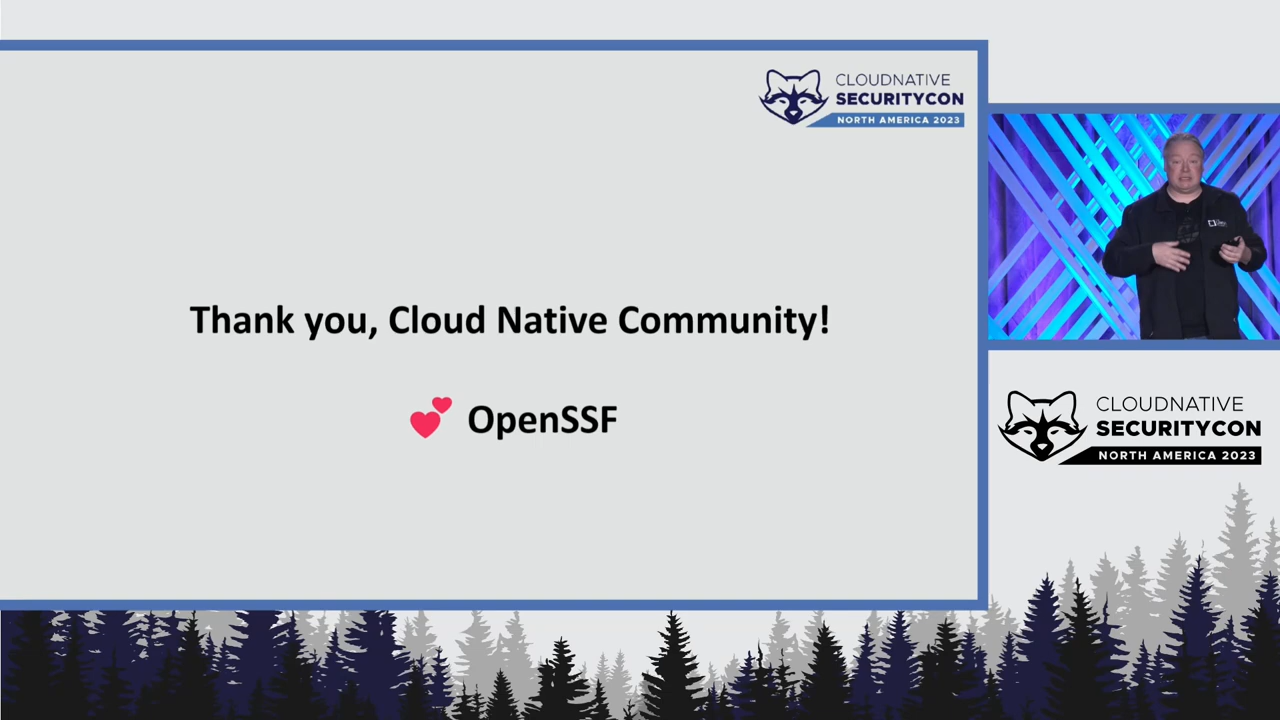 CLOUDNATIVE
SECURITYCON
NORTH AMERICA 2023
Thank you, Cloud Native Community!
💕 OpenSSF
CLOUDNATIVE
SECURITYCON
NORTH AMERICA 2023